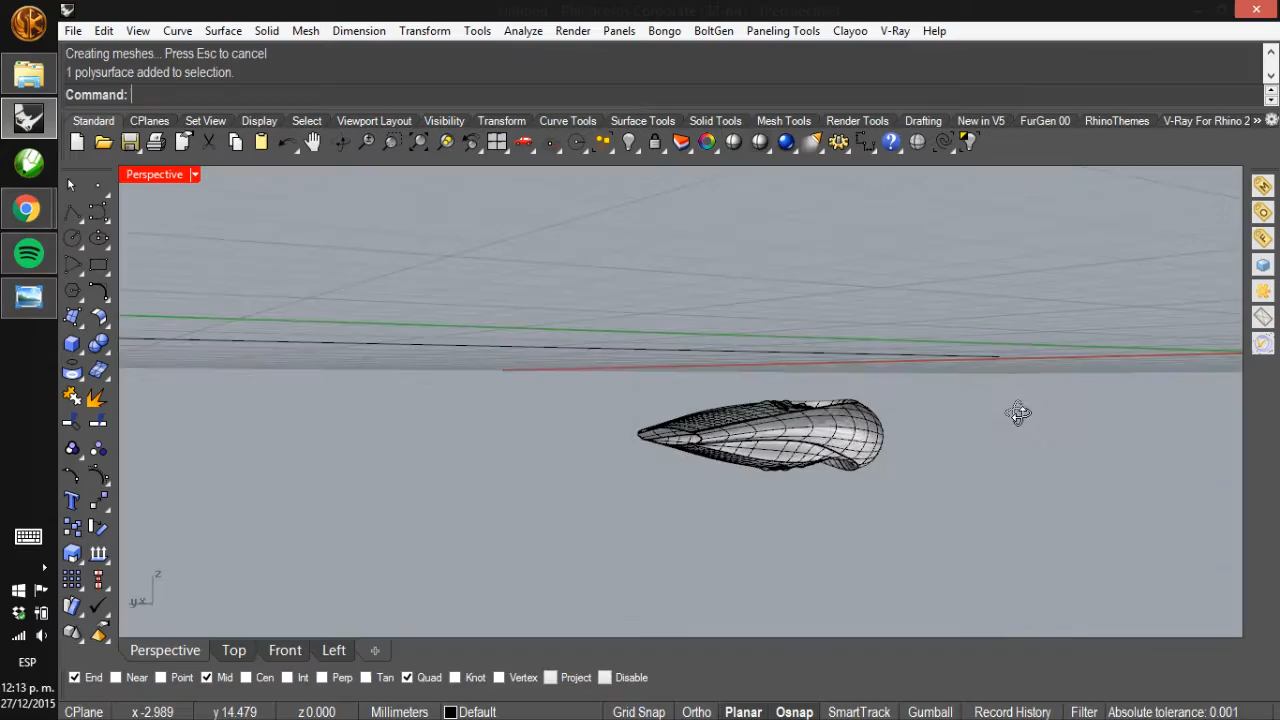 File Edit View Curve Surface Solid Mesh Dimension Transform Tools Analyze Render Panels Bongo BoltGen Paneling Tools Clayoo V-Ray Help
Creating meshes... Press Esc to cancel
1 polysurface added to selection.
Command:
Standard CPlanes Set View Display Select Viewport Layout Visibility Transform Curve Tools Surface Tools Solid Tools Mesh Tools Render Tools Drafting New in V5 FurGen 00 RhinoThemes V-Ray For Rhino 2 »
Perspective
z
y x
Perspective Top Front Left
End Near Point Mid Cen Int Perp Tan Quad Knot Vertex Project Disable
ESP
12:13 p. m.
27/12/2015
CPlane x -2.989 y 14.479 z 0.000 Millimeters Default Grid Snap Ortho Planar Osnap SmartTrack Gumball Record History Filter Absolute tolerance: 0.001